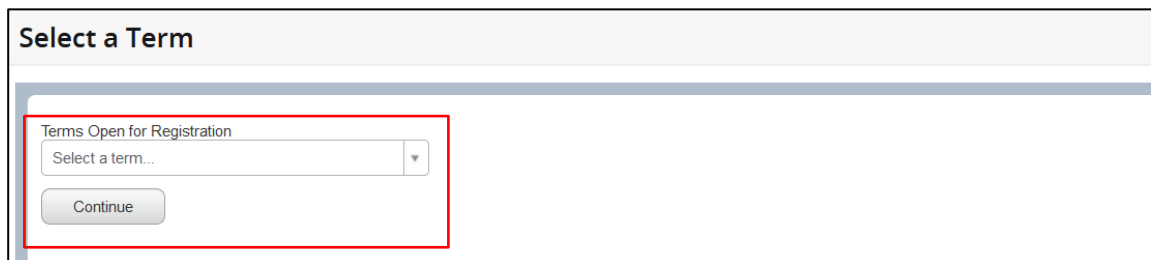 Select a Term
Terms Open for Registration
Select a term...
Continue